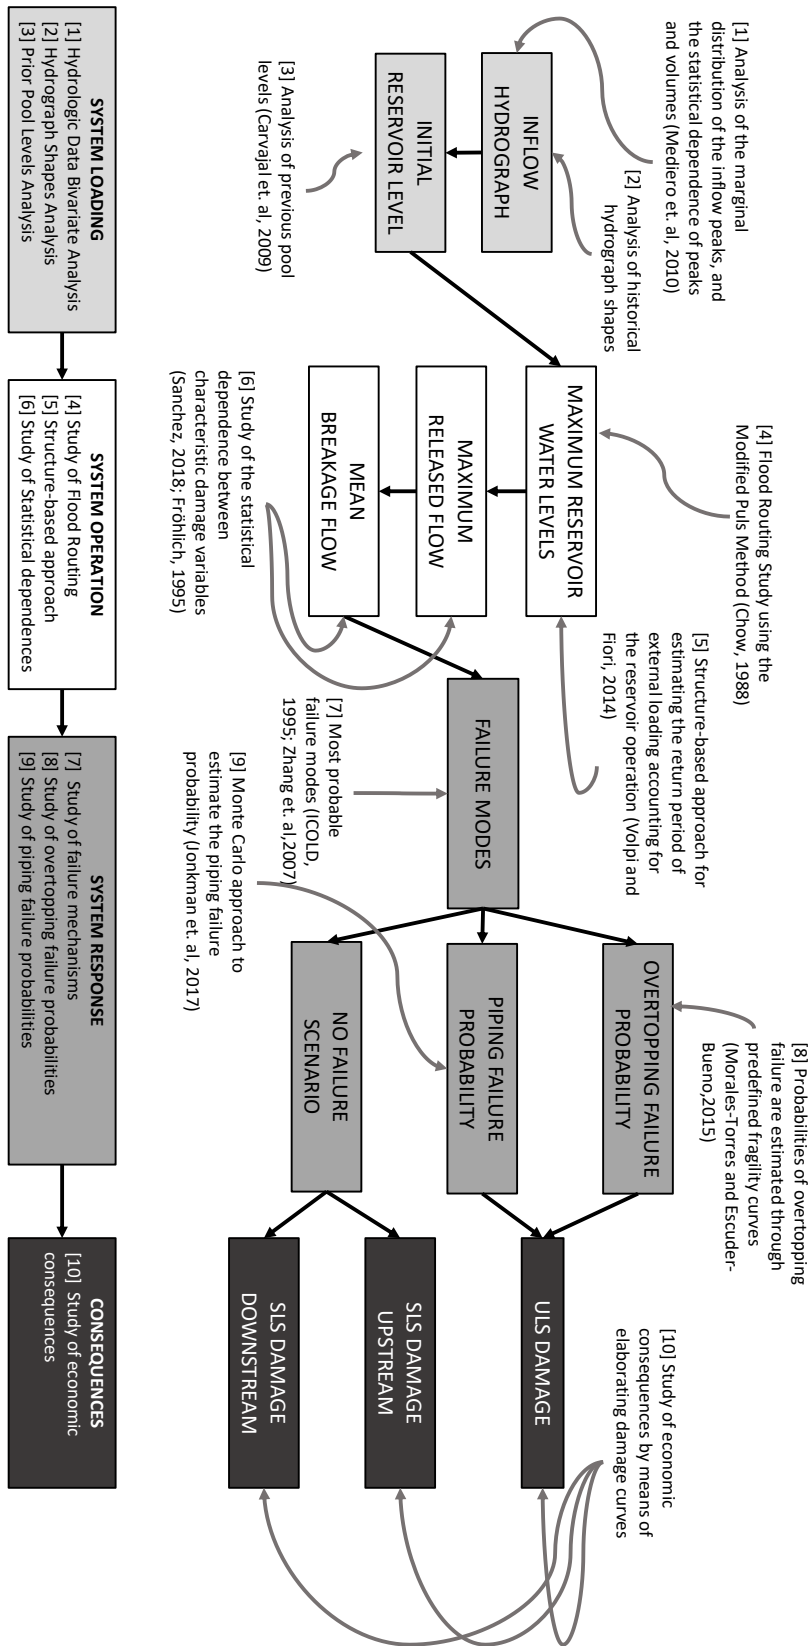 [1] Analysis of the marginal
distribution of the inflow peaks, and
the statistical dependence of peaks
and volumes (Mediero et. al, 2010)
[2] Analysis of historical
hydrograph shapes
INFLOW
HYDROGRAPH
INITIAL
RESERVOIR LEVEL
[3] Analysis of previous pool
levels (Carvajal et. al, 2009)
[4] Flood Routing Study using the
Modified Puls Method (Chow, 1988)
[5] Structure-based approach for
estimating the return period of
external loading accounting for
the reservoir operation (Volpi and
Fiori, 2014)
MAXIMUM RESERVOIR
WATER LEVELS
MAXIMUM
RELEASED FLOW
MEAN
BREAKAGE FLOW
[6] Study of the statistical
dependence between
characteristic damage variables
(Sanchez, 2018; Fröhlich, 1995)
FAILURE MODES
[7] Most probable
failure modes (ICOLD,
1995; Zhang et. al,2007)
[8] Probabilities of overtopping
failure are estimated through
predefined fragility curves
(Morales-Torres and Escuder-
Bueno,2015)
OVERTOPPING FAILURE
PROBABILITY
PIPING FAILURE
PROBABILITY
NO FAILURE
SCENARIO
[9] Monte Carlo approach to
estimate the piping failure
probability (Jonkman et. al, 2017)
[10] Study of economic
consequences by means of
elaborating damage curves
ULS DAMAGE
SLS DAMAGE
UPSTREAM
SLS DAMAGE
DOWNSTREAM
SYSTEM LOADING
[1] Hydrologic Data Bivariate Analysis
[2] Hydrograph Shapes Analysis
[3] Prior Pool Levels Analysis
SYSTEM OPERATION
[4] Study of Flood Routing
[5] Structure-based approach
[6] Study of Statistical dependences
SYSTEM RESPONSE
[7] Study of failure mechanisms
[8] Study of overtopping failure probabilities
[9] Study of piping failure probabilities
CONSEQUENCES
[10] Study of economic
consequences